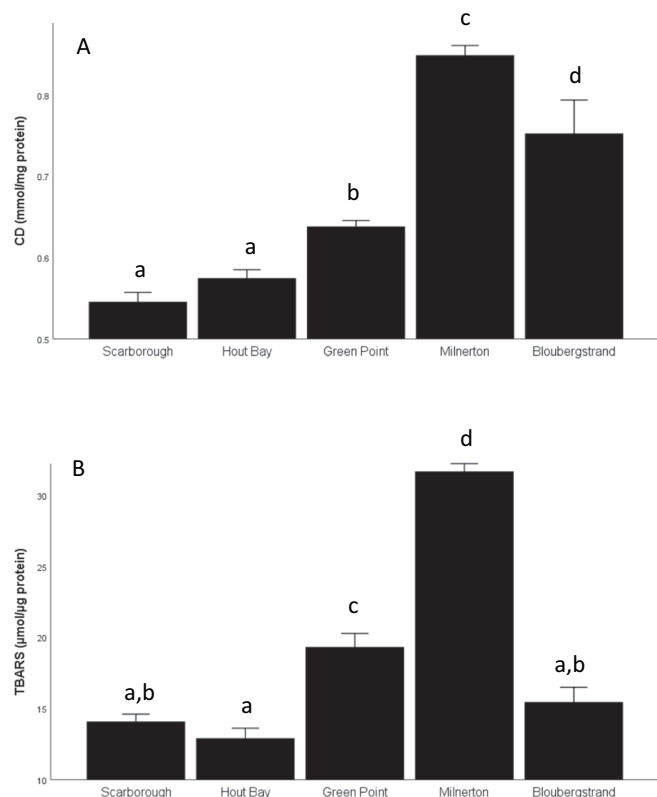 A
c
d
b
a
a
CD (mmol/mg protein)
0.8
0.7
0.6
0.5
Scarborough Hout Bay Green Point Milnerton Bloubergstrand
B
d
c
a,b
a
a,b
TBARS (µmol/µg protein)
30
25
20
15
10
Scarborough Hout Bay Green Point Milnerton Bloubergstrand